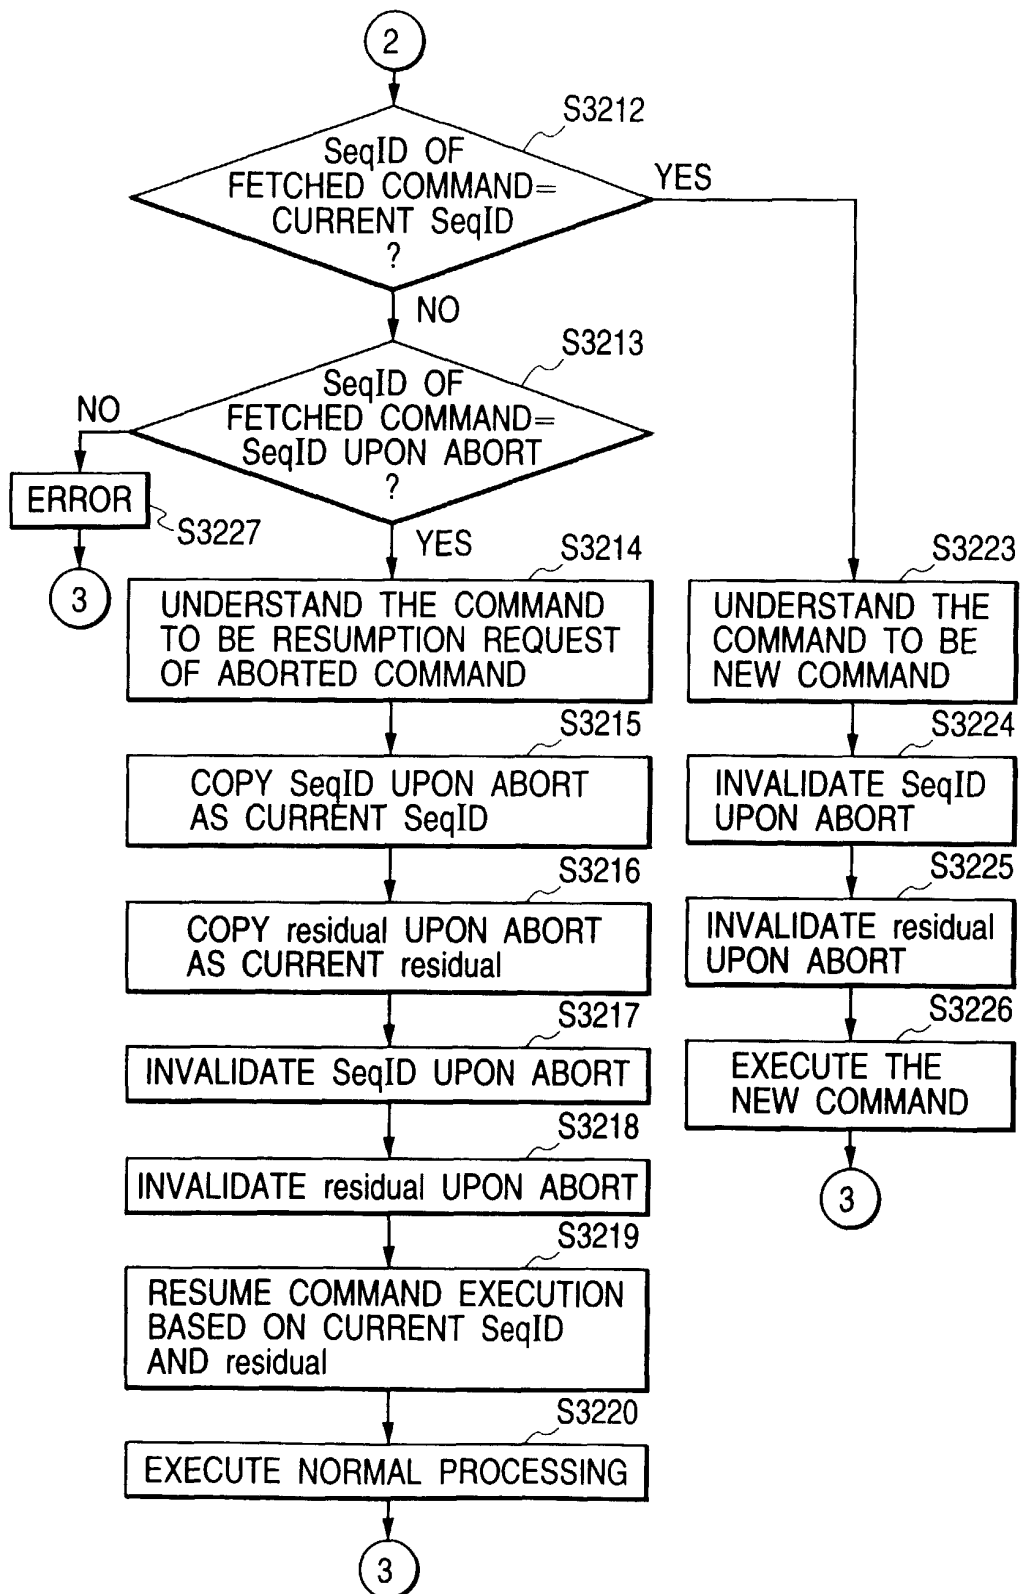 2
S3212
SeqID OF
FETCHED COMMAND=
CURRENT SeqID
?
YES
NO
S3213
SeqID OF
FETCHED COMMAND=
SeqID UPON ABORT
?
NO
ERROR
S3227
3
YES
S3214
UNDERSTAND THE COMMAND
TO BE RESUMPTION REQUEST
OF ABORTED COMMAND
S3215
COPY SeqID UPON ABORT
AS CURRENT SeqID
S3216
COPY residual UPON ABORT
AS CURRENT residual
S3217
INVALIDATE SeqID UPON ABORT
S3218
INVALIDATE residual UPON ABORT
S3219
RESUME COMMAND EXECUTION
BASED ON CURRENT SeqID
AND residual
S3220
EXECUTE NORMAL PROCESSING
3
S3223
UNDERSTAND THE
COMMAND TO BE
NEW COMMAND
S3224
INVALIDATE SeqID
UPON ABORT
S3225
INVALIDATE residual
UPON ABORT
S3226
EXECUTE THE
NEW COMMAND
3